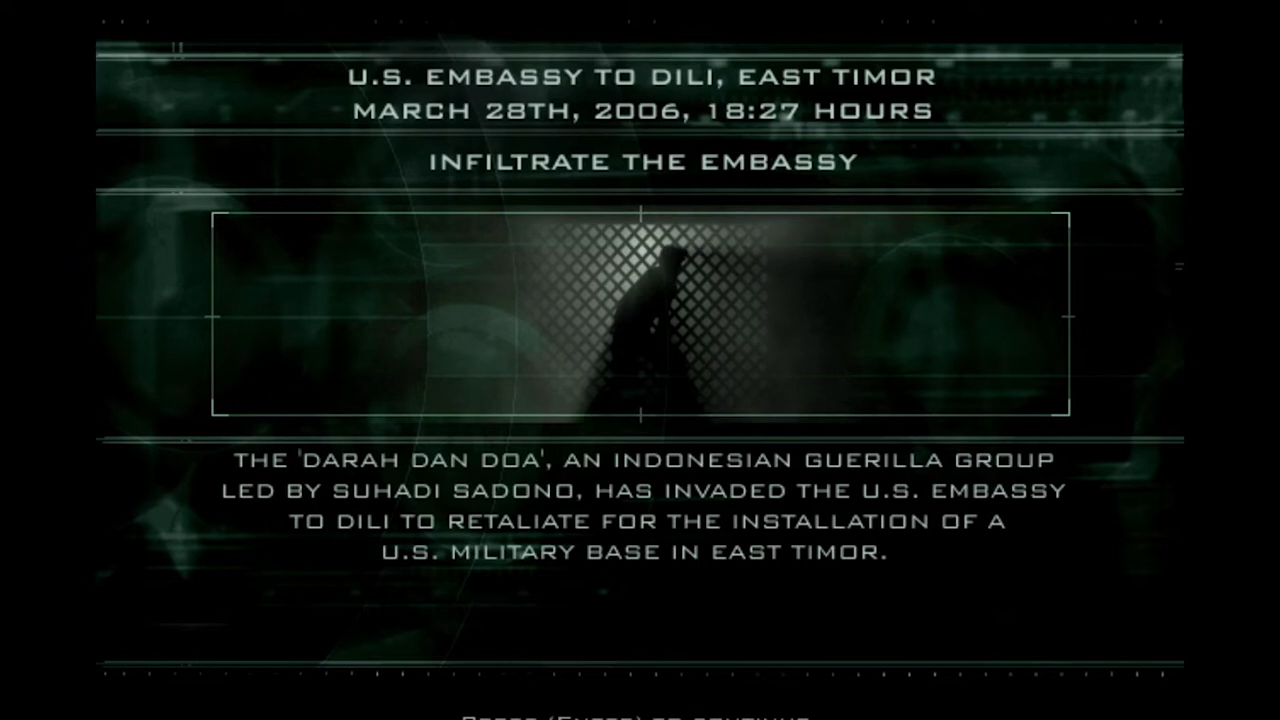 U.S. EMBASSY TO DILI, EAST TIMOR
MARCH 28TH, 2006, 18:27 HOURS
INFILTRATE THE EMBASSY
THE 'DARAH DAN DOA', AN INDONESIAN GUERILLA GROUP
LED BY SUHADI SADONO, HAS INVADED THE U.S. EMBASSY
TO DILI TO RETALIATE FOR THE INSTALLATION OF A
U.S. MILITARY BASE IN EAST TIMOR.